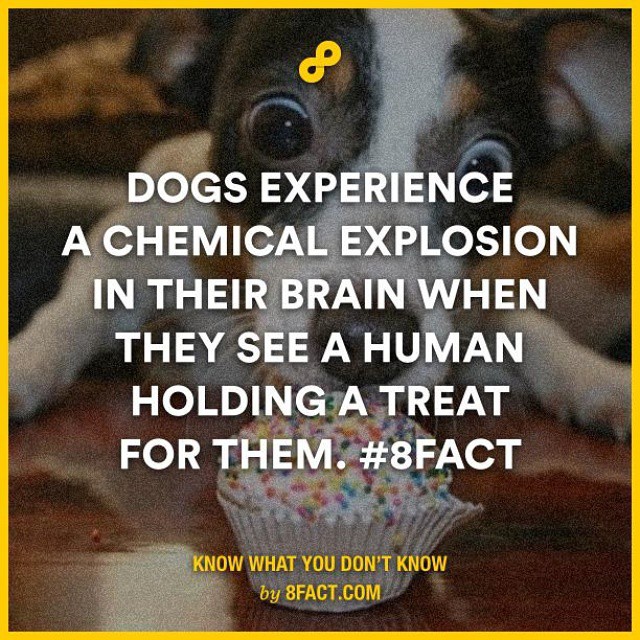 DOGS EXPERIENCE
A CHEMICAL EXPLOSION
IN THEIR BRAIN WHEN
THEY SEE A HUMAN
HOLDING A TREAT
FOR THEM. #8FACT
KNOW WHAT YOU DON'T KNOW
by 8FACT.COM